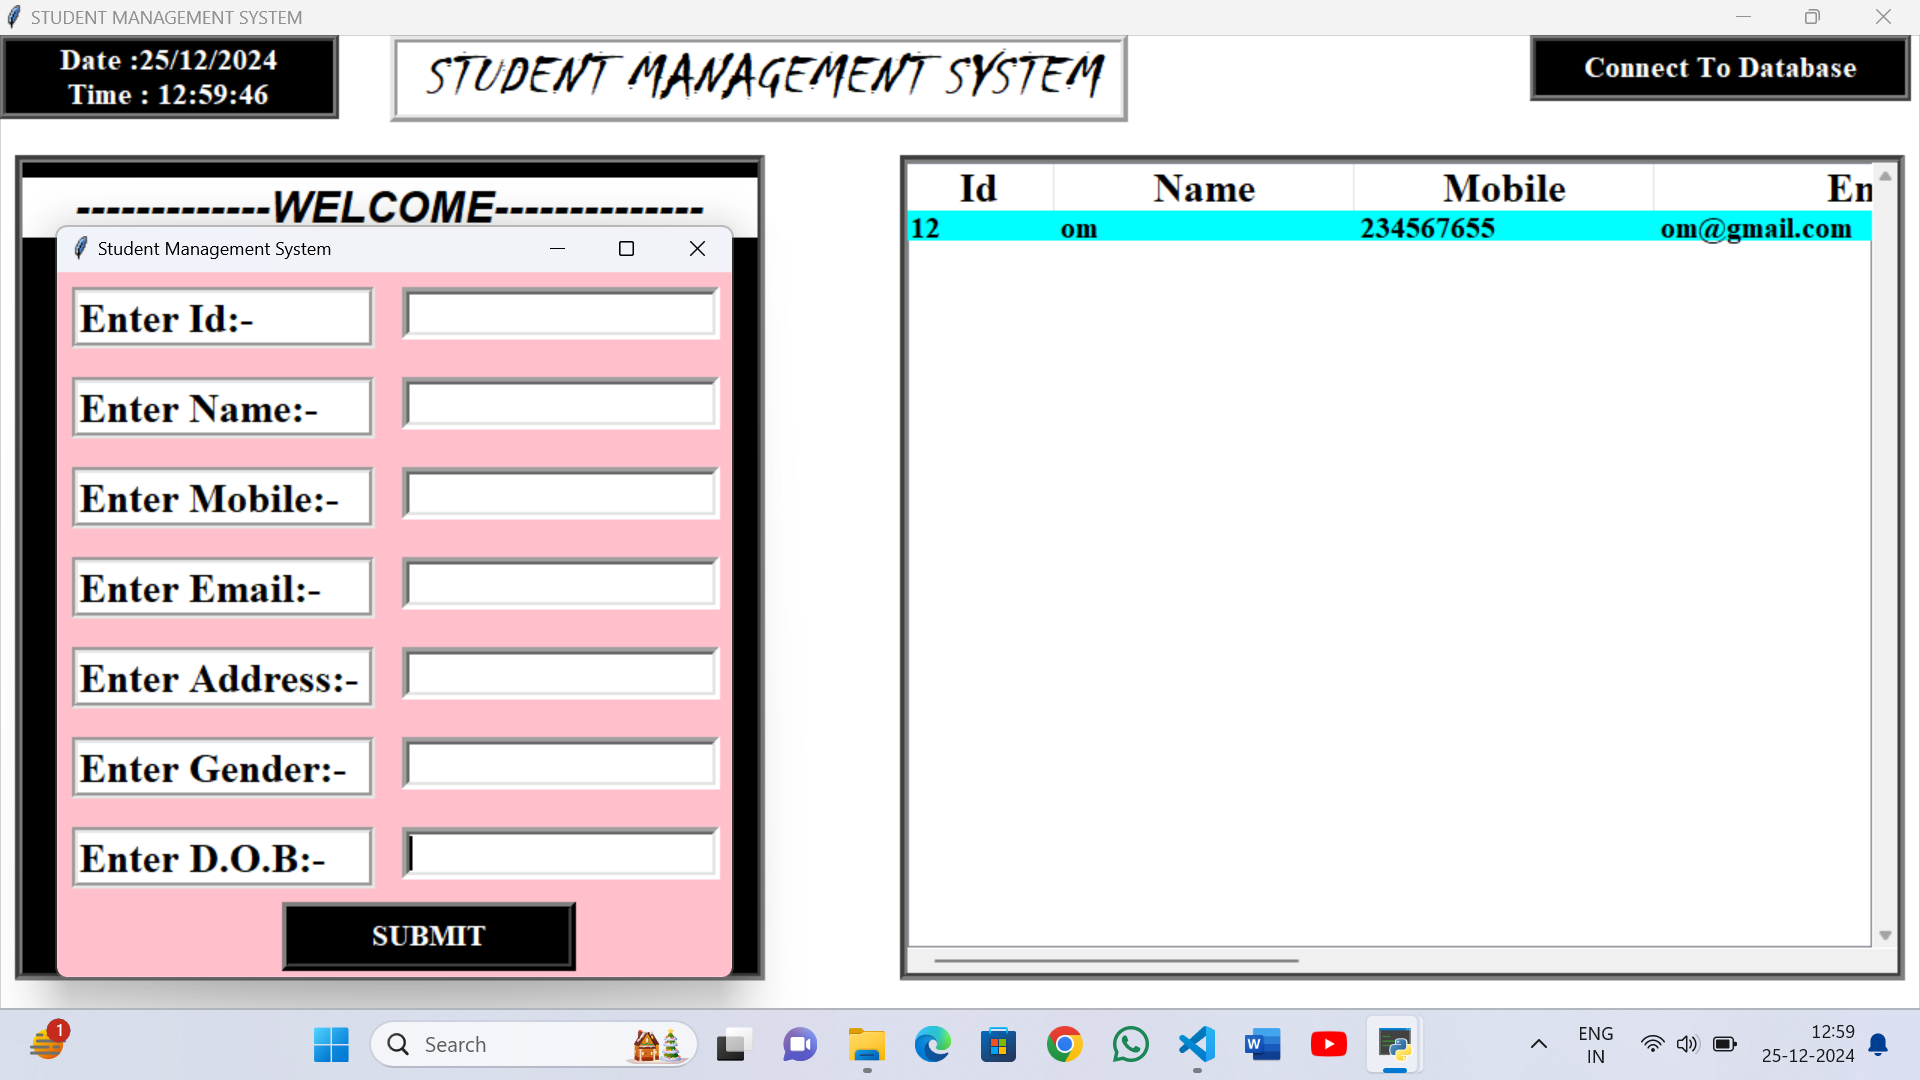 STUDENT MANAGEMENT SYSTEM
Date :25/12/2024
Time : 12:59:46
STUDENT MANAGEMENT SYSTEM
Connect To Database
-------------WELCOME--------------
Student Management System
Enter Id:-
Enter Name:-
Enter Mobile:-
Enter Email:-
Enter Address:-
Enter Gender:-
Enter D.O.B:-
SUBMIT
Id Name Mobile Em
12 om 234567655 om@gmail.com
1
Search
W
ENG
IN
12:59
25-12-2024